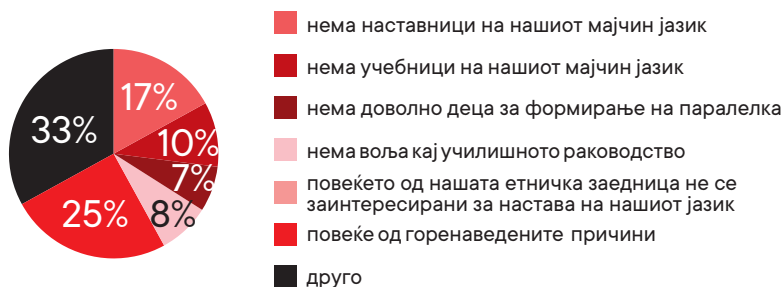 17%
10%
7%
8%
25%
33%
нема наставници на нашиот мајчин јазик
нема учебници на нашиот мајчин јазик
нема доволно деца за формирање на паралелка
нема воља кај училишното раководство
повеќето од нашата етничка заедница не се
заинтересирани за настава на нашиот јазик
повеќе од горенаведените причини
друго